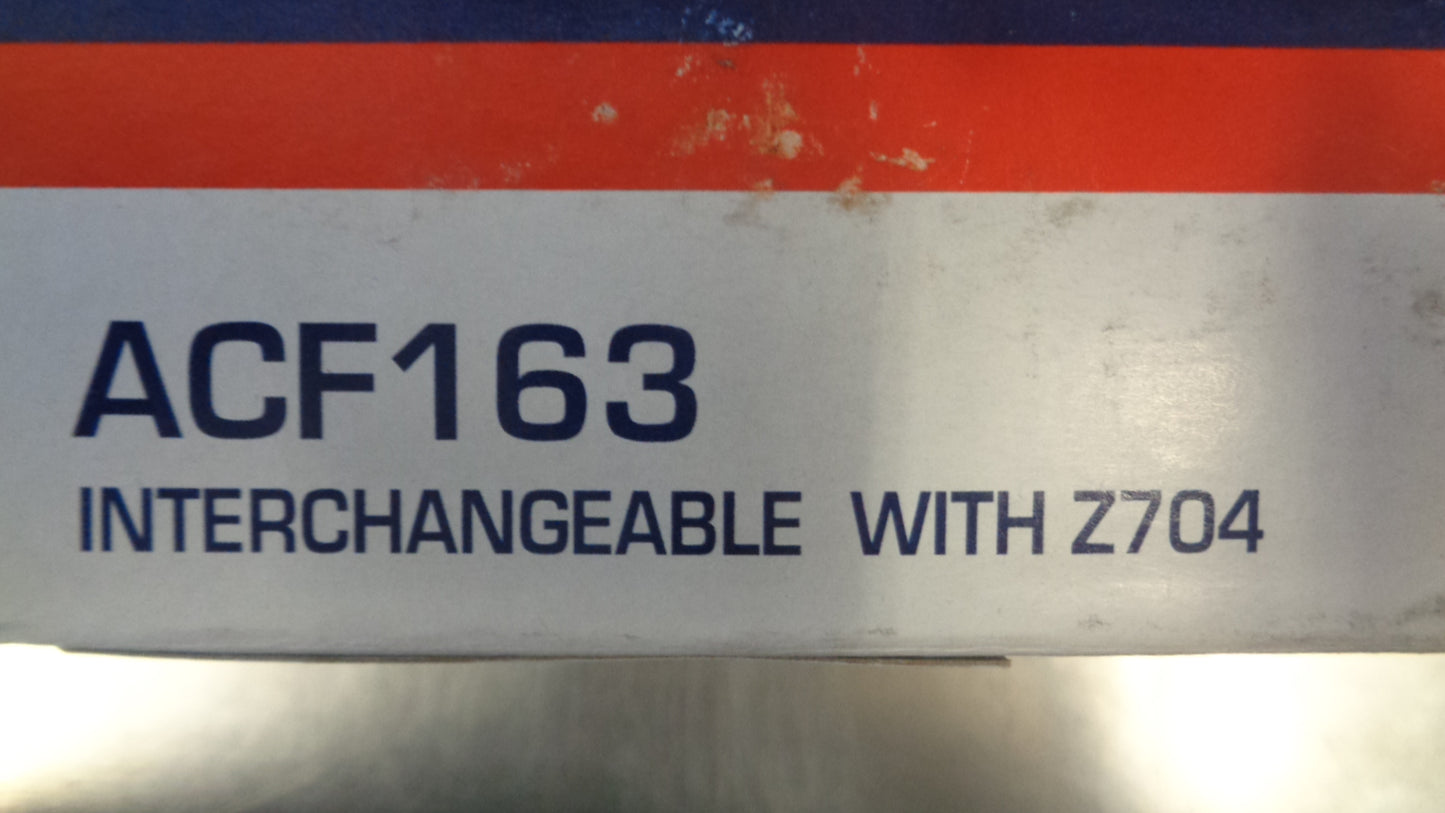 ACF163
INTERCHANGEABLE WITH Z704